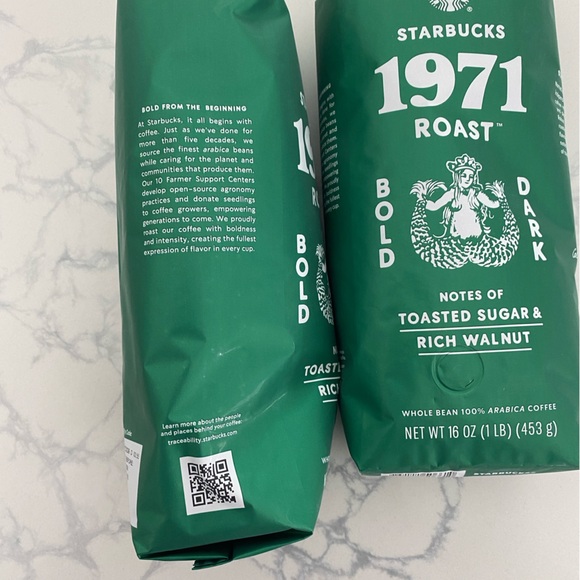 BOLD FROM THE BEGINNING
At Starbucks, it all begins with
coffee. Just as we've done for
more than five decades, we
source the finest arabica beans
while caring for the planet and
communities that produce them.
Our 10 Farmer Support Centers
develop open-source agronomy
practices and donate seedlings
to coffee growers, empowering
generations to come. We proudly
roast our coffee with boldness
and intensity, creating the fullest
expression of flavor in every cup.
BOLD
Learn more about the people
and places behind your coffee:
traceability.starbucks.com
STARBUCKS
1971
ROAST™
BOLD
DARK
NOTES OF
TOASTED SUGAR &
RICH WALNUT
WHOLE BEAN 100% ARABICA COFFEE
NET WT 16 OZ (1 LB) (453 g)
STARBUCKS